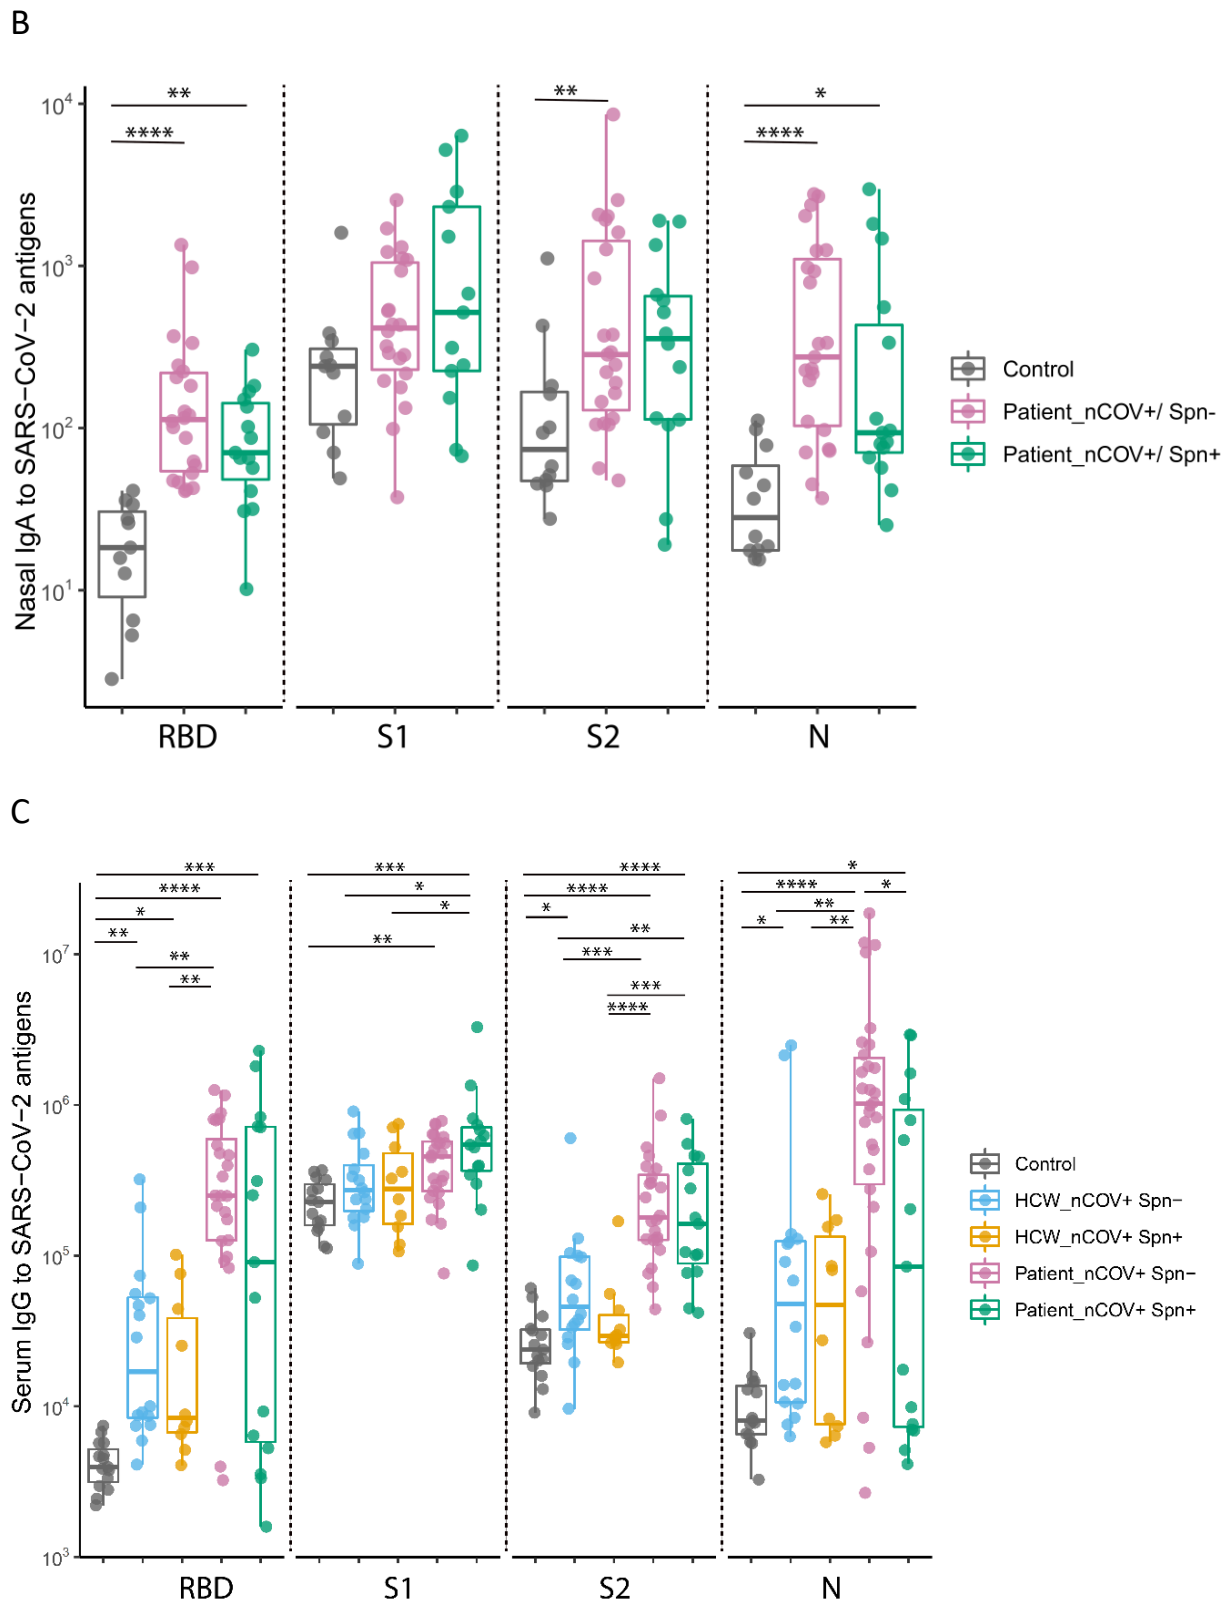 B
** ** *
**** ****
10⁴
10³
10²
10¹
Nasal IgA to SARS−CoV−2 antigens
RBD S1 S2 N
Control
Patient_nCOV+/ Spn-
Patient_nCOV+/ Spn+
C
*** *** **** *
**** * **** **** *
* * * **
** ** ** * **
** ***
** ***
****
10⁷
10⁶
10⁵
10⁴
10³
Serum IgG to SARS−CoV−2 antigens
RBD S1 S2 N
Control
HCW_nCOV+ Spn−
HCW_nCOV+ Spn+
Patient_nCOV+ Spn−
Patient_nCOV+ Spn+